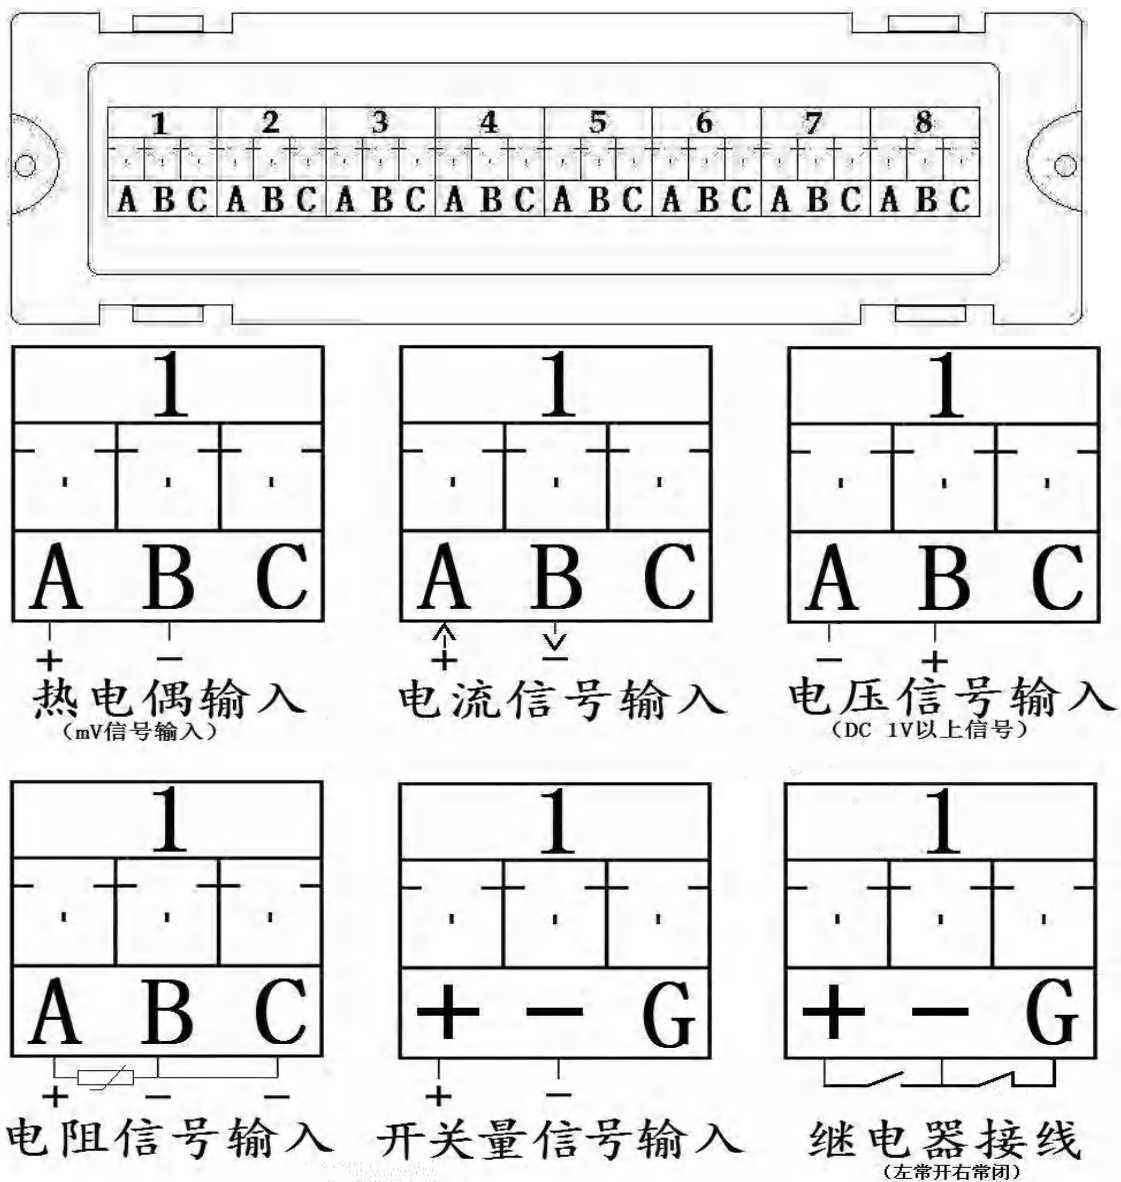 1 2 3 4 5 6 7 8
A B C A B C A B C A B C A B C A B C A B C A B C
1 1 1
A B C A B C A B C
+ − + − − +
热电偶输入 电流信号输入 电压信号输入
（mV信号输入） （DC 1V以上信号）
1 1 1
A B C + − G + − G
+ − − + −
电阻信号输入 开关量信号输入 继电器接线
（左常开右常闭）